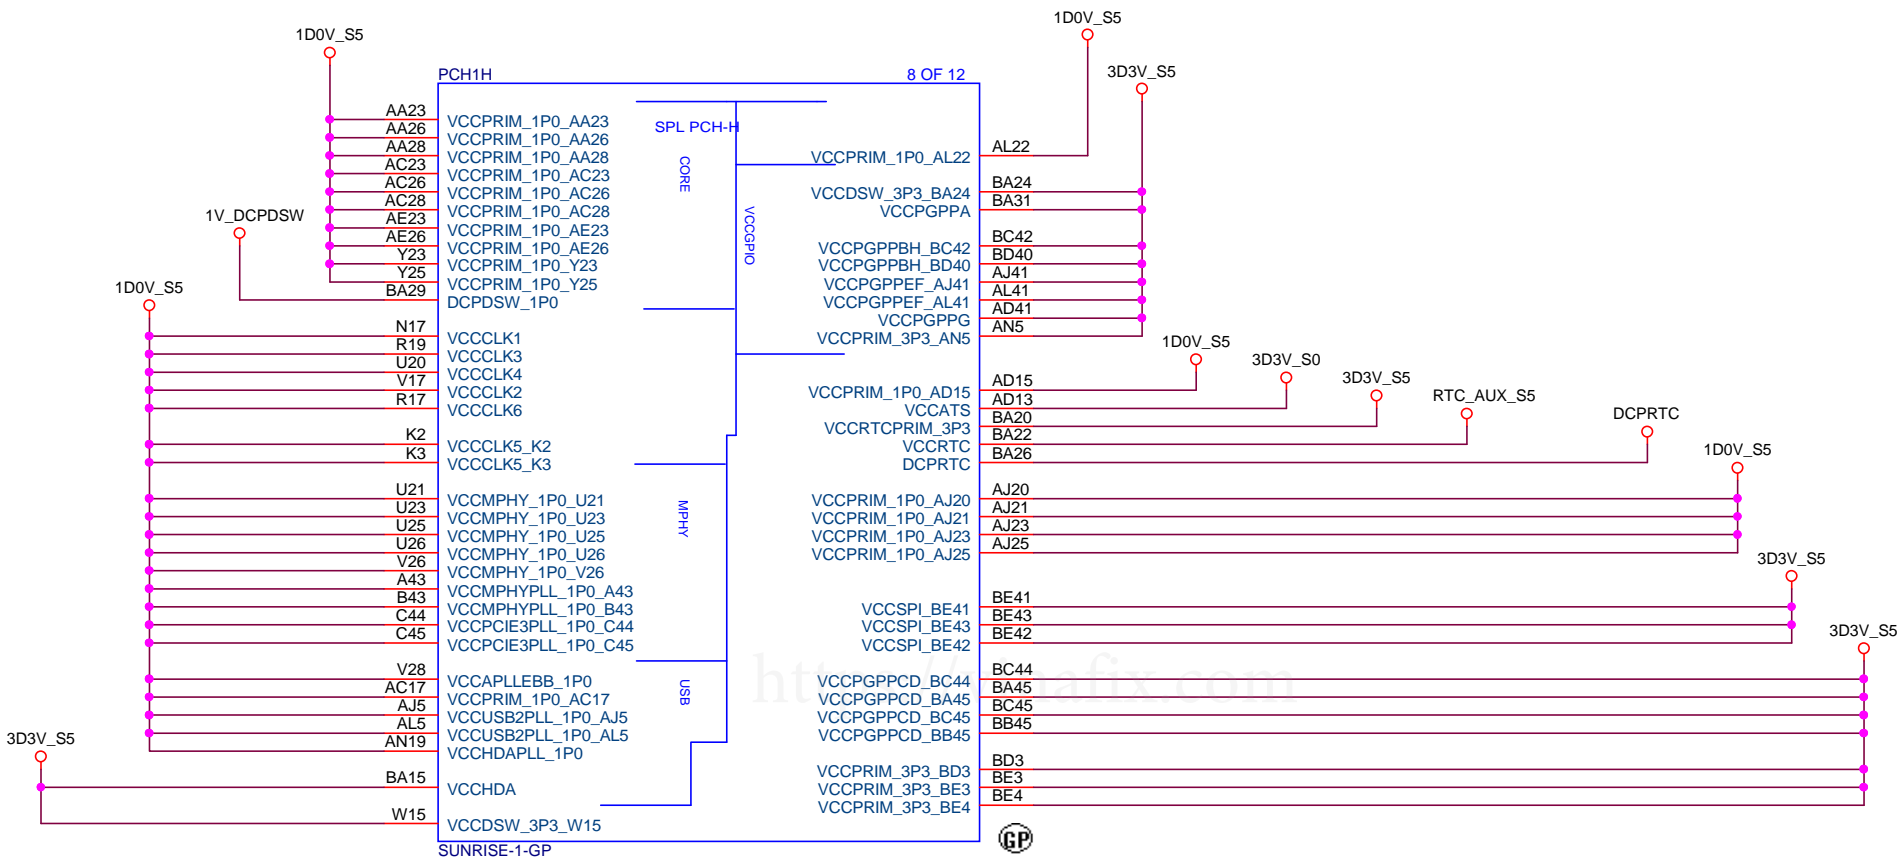 1D0V_S5
1D0V_S5
3D3V_S5
PCH1H 8 OF 12
SPL PCH-H
CORE
VCCGPIO
MPHY
USB
AA23 VCCPRIM_1P0_AA23
AA26 VCCPRIM_1P0_AA26
AA28 VCCPRIM_1P0_AA28
AC23 VCCPRIM_1P0_AC23
AC26 VCCPRIM_1P0_AC26
AC28 VCCPRIM_1P0_AC28
AE23 VCCPRIM_1P0_AE23
AE26 VCCPRIM_1P0_AE26
Y23 VCCPRIM_1P0_Y23
Y25 VCCPRIM_1P0_Y25
1V_DCPDSW
BA29 DCPDSW_1P0
1D0V_S5
N17 VCCCLK1
R19 VCCCLK3
U20 VCCCLK4
V17 VCCCLK2
R17 VCCCLK6
K2 VCCCLK5_K2
K3 VCCCLK5_K3
U21 VCCMPHY_1P0_U21
U23 VCCMPHY_1P0_U23
U25 VCCMPHY_1P0_U25
U26 VCCMPHY_1P0_U26
V26 VCCMPHY_1P0_V26
A43 VCCMPHYPLL_1P0_A43
B43 VCCMPHYPLL_1P0_B43
C44 VCCPCIE3PLL_1P0_C44
C45 VCCPCIE3PLL_1P0_C45
V28 VCCAPLLEBB_1P0
AC17 VCCPRIM_1P0_AC17
AJ5 VCCUSB2PLL_1P0_AJ5
AL5 VCCUSB2PLL_1P0_AL5
AN19 VCCHDAPLL_1P0
3D3V_S5
BA15 VCCHDA
W15 VCCDSW_3P3_W15
VCCPRIM_1P0_AL22 AL22
VCCDSW_3P3_BA24 BA24
VCCPGPPA BA31
VCCPGPPBH_BC42 BC42
VCCPGPPBH_BD40 BD40
VCCPGPPEF_AJ41 AJ41
VCCPGPPEF_AL41 AL41
VCCPGPPG AD41
VCCPRIM_3P3_AN5 AN5
1D0V_S5
3D3V_S0
3D3V_S5
RTC_AUX_S5
DCPRTC
VCCPRIM_1P0_AD15 AD15
VCCATS AD13
VCCRTCPRIM_3P3 BA20
VCCRTC BA22
DCPRTC BA26
1D0V_S5
VCCPRIM_1P0_AJ20 AJ20
VCCPRIM_1P0_AJ21 AJ21
VCCPRIM_1P0_AJ23 AJ23
VCCPRIM_1P0_AJ25 AJ25
3D3V_S5
VCCSPI_BE41 BE41
VCCSPI_BE43 BE43
VCCSPI_BE42 BE42
3D3V_S5
VCCPGPPCD_BC44 BC44
VCCPGPPCD_BA45 BA45
VCCPGPPCD_BC45 BC45
VCCPGPPCD_BB45 BB45
VCCPRIM_3P3_BD3 BD3
VCCPRIM_3P3_BE3 BE3
VCCPRIM_3P3_BE4 BE4
SUNRISE-1-GP
GP